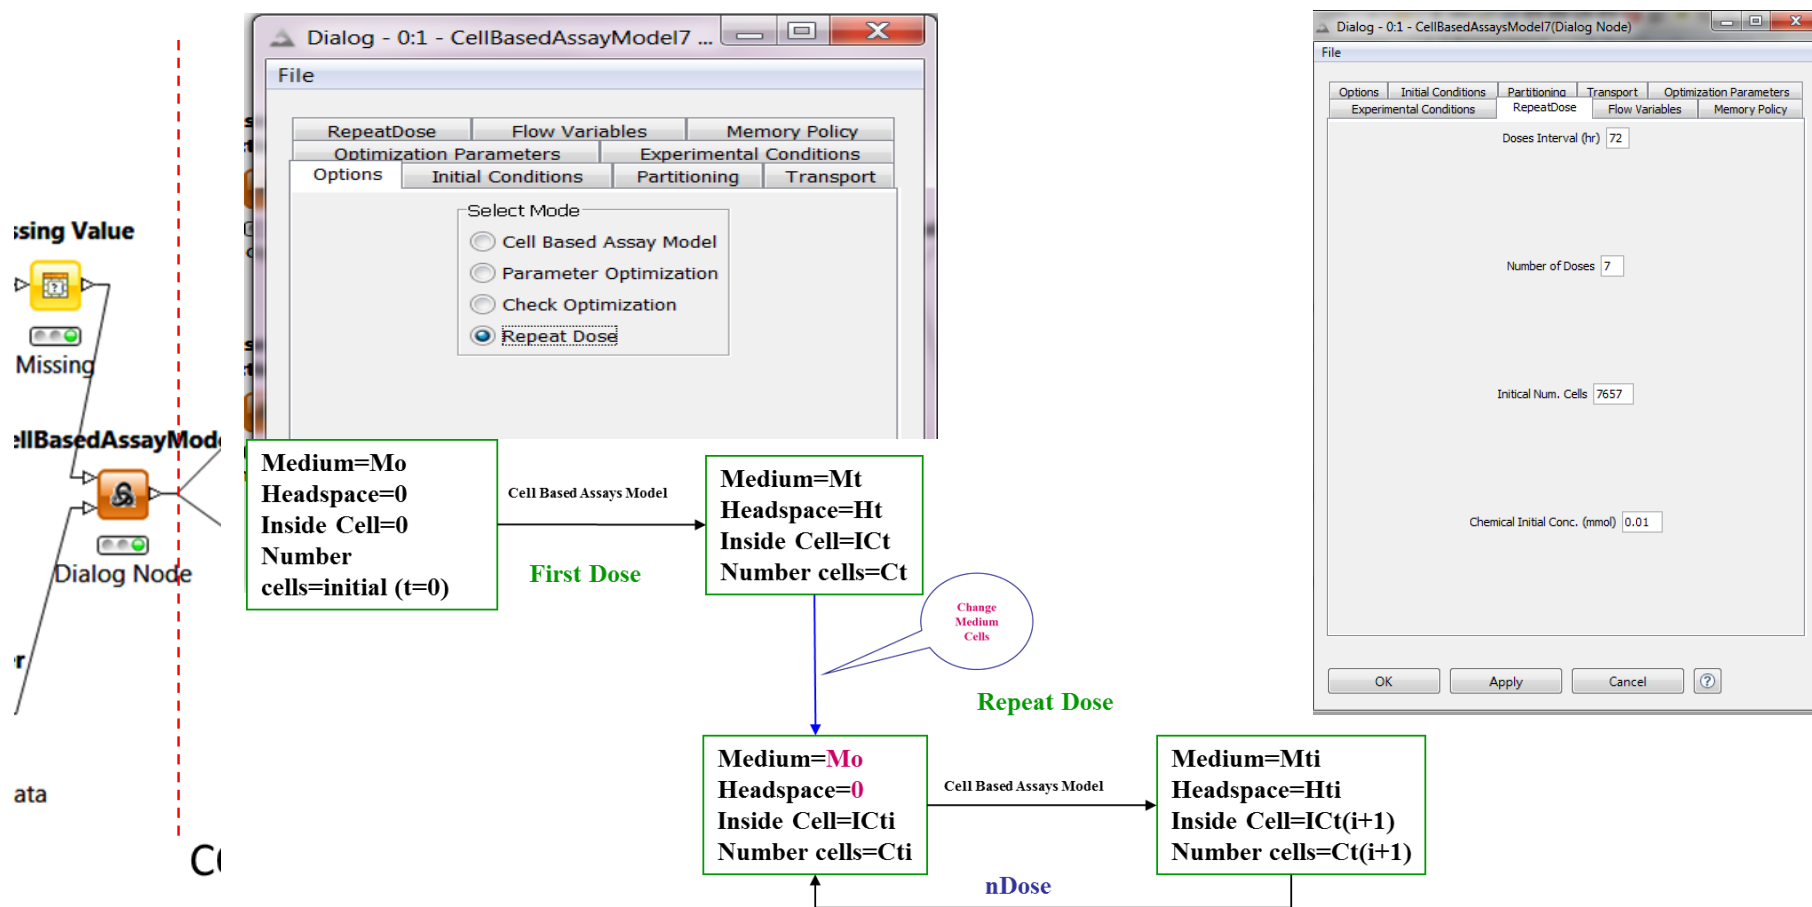 ssing Value
Missing
ellBasedAssayMod
Dialog Node
r
ata
Dialog - 0:1 - CellBasedAssayModel7 ...
File
RepeatDose
Flow Variables
Memory Policy
Optimization Parameters
Experimental Conditions
Options
Initial Conditions
Partitioning
Transport
Select Mode
Cell Based Assay Model
Parameter Optimization
Check Optimization
Repeat Dose
Medium=Mo
Headspace=0
Inside Cell=0
Number
cells=initial (t=0)
Cell Based Assays Model
First Dose
Medium=Mt
Headspace=Ht
Inside Cell=ICt
Number cells=Ct
Change
Medium
Cells
Repeat Dose
Medium=Mo
Headspace=0
Inside Cell=ICti
Number cells=Cti
Cell Based Assays Model
Medium=Mti
Headspace=Hti
Inside Cell=ICt(i+1)
Number cells=Ct(i+1)
nDose
Dialog - 0:1 - CellBasedAssaysModel7(Dialog Node)
File
Options
Initial Conditions
Partitioning
Transport
Optimization Parameters
Experimental Conditions
RepeatDose
Flow Variables
Memory Policy
Doses Interval (hr) 72
Number of Doses 7
Initical Num. Cells 7657
Chemical Initial Conc. (mmol) 0.01
OK
Apply
Cancel